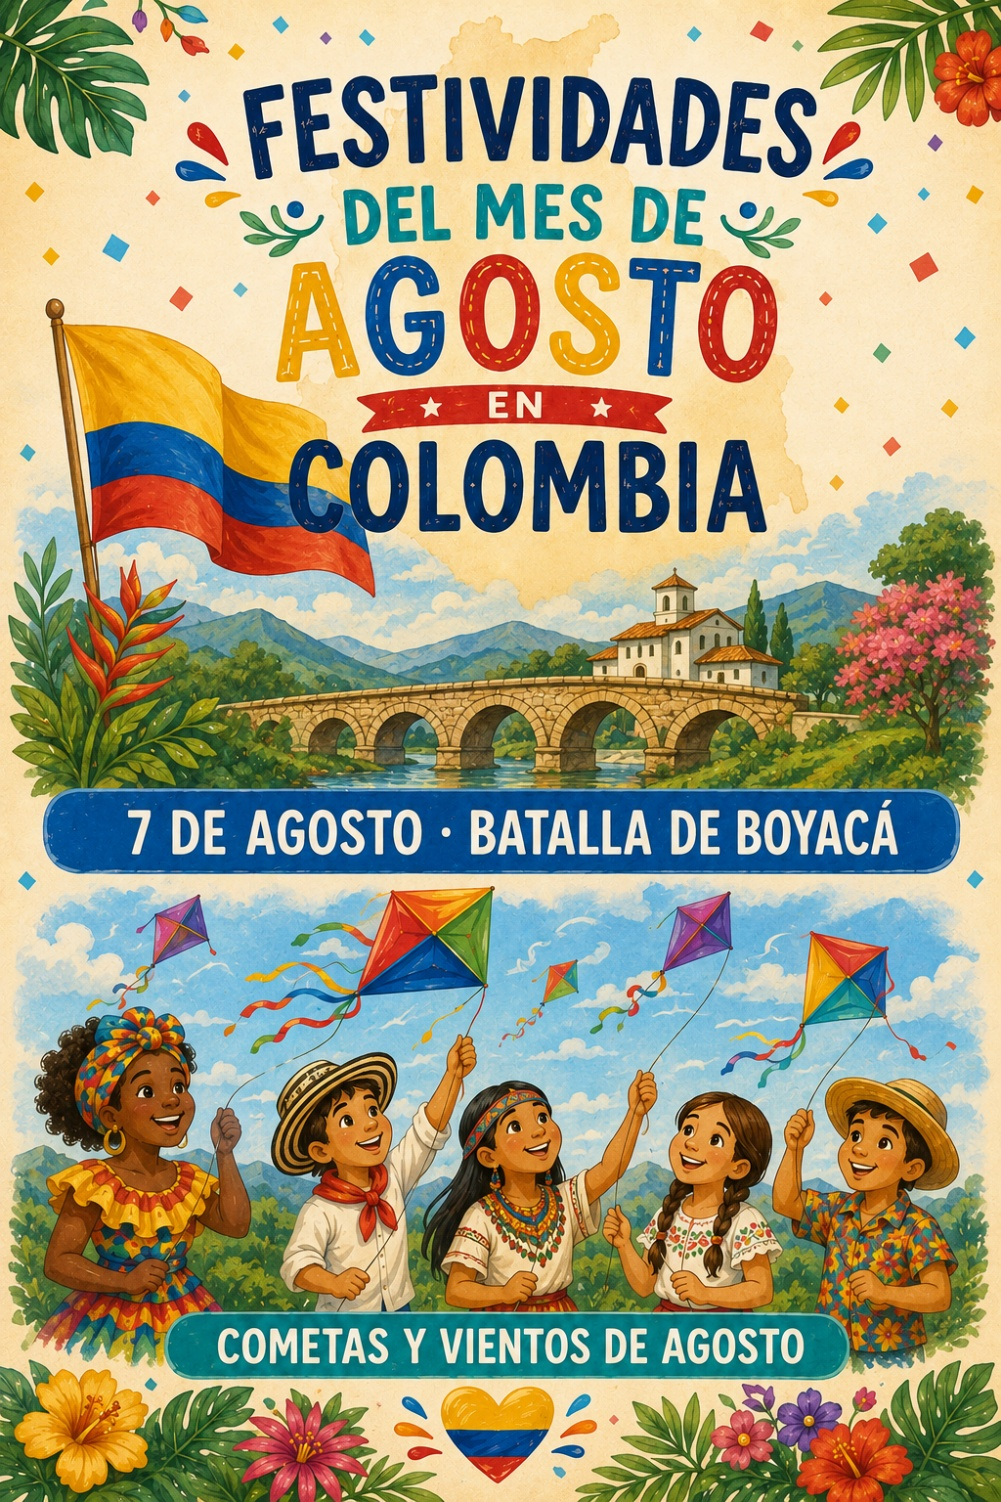 FESTIVIDADES
DEL MES DE
AGOSTO
EN
COLOMBIA
7 DE AGOSTO · BATALLA DE BOYACÁ
COMETAS Y VIENTOS DE AGOSTO